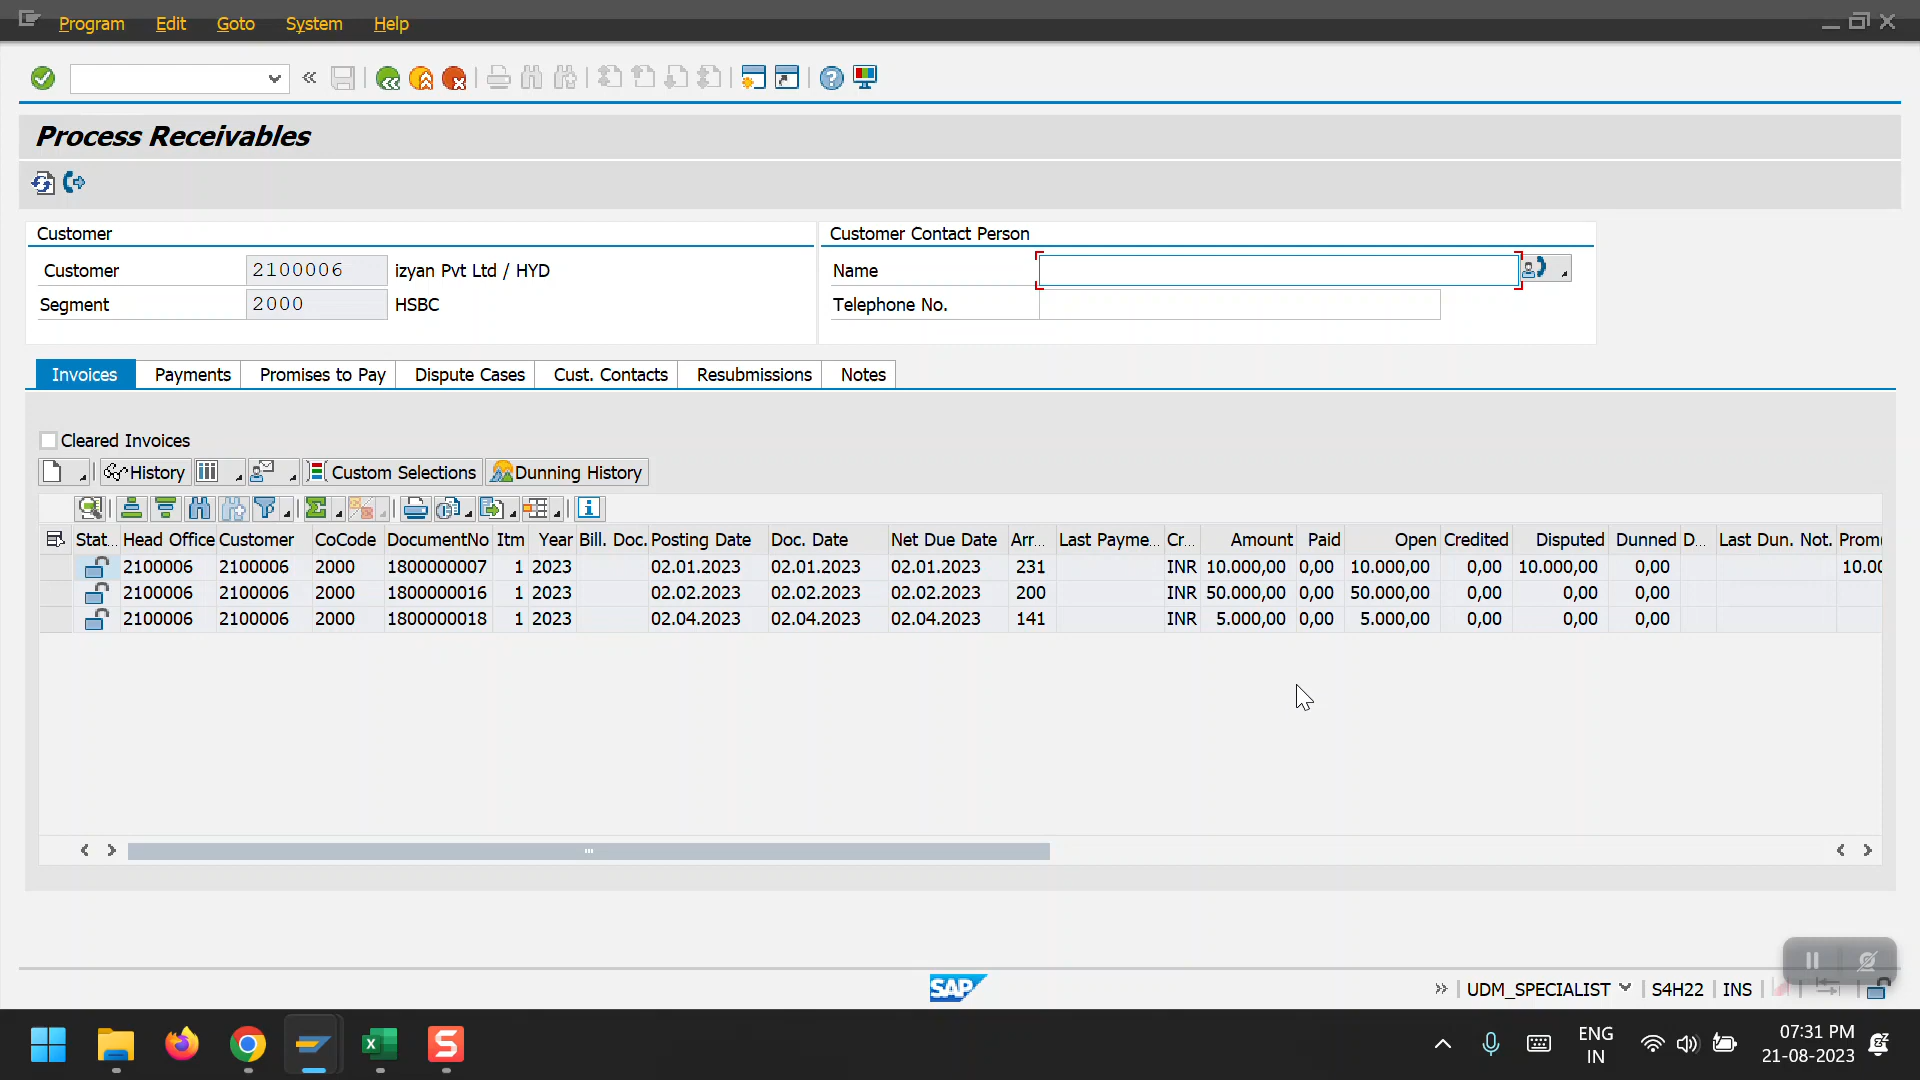 Program Edit Goto System Help
Process Receivables
Customer
Customer 2100006 izyan Pvt Ltd / HYD
Segment 2000 HSBC
Customer Contact Person
Name
Telephone No.
Invoices Payments Promises to Pay Dispute Cases Cust. Contacts Resubmissions Notes
Cleared Invoices
History Custom Selections Dunning History
Stat... Head Office Customer CoCode DocumentNo Itm Year Bill. Doc. Posting Date Doc. Date Net Due Date Arr... Last Payme... Cr... Amount Paid Open Credited Disputed Dunned D... Last Dun. Not. Prom
2100006 2100006 2000 1800000007 1 2023 02.01.2023 02.01.2023 02.01.2023 231 INR 10.000,00 0,00 10.000,00 0,00 10.000,00 0,00 10.00
2100006 2100006 2000 1800000016 1 2023 02.02.2023 02.02.2023 02.02.2023 200 INR 50.000,00 0,00 50.000,00 0,00 0,00 0,00
2100006 2100006 2000 1800000018 1 2023 02.04.2023 02.04.2023 02.04.2023 141 INR 5.000,00 0,00 5.000,00 0,00 0,00 0,00
SAP
UDM_SPECIALIST S4H22 INS
ENG
IN
07:31 PM
21-08-2023